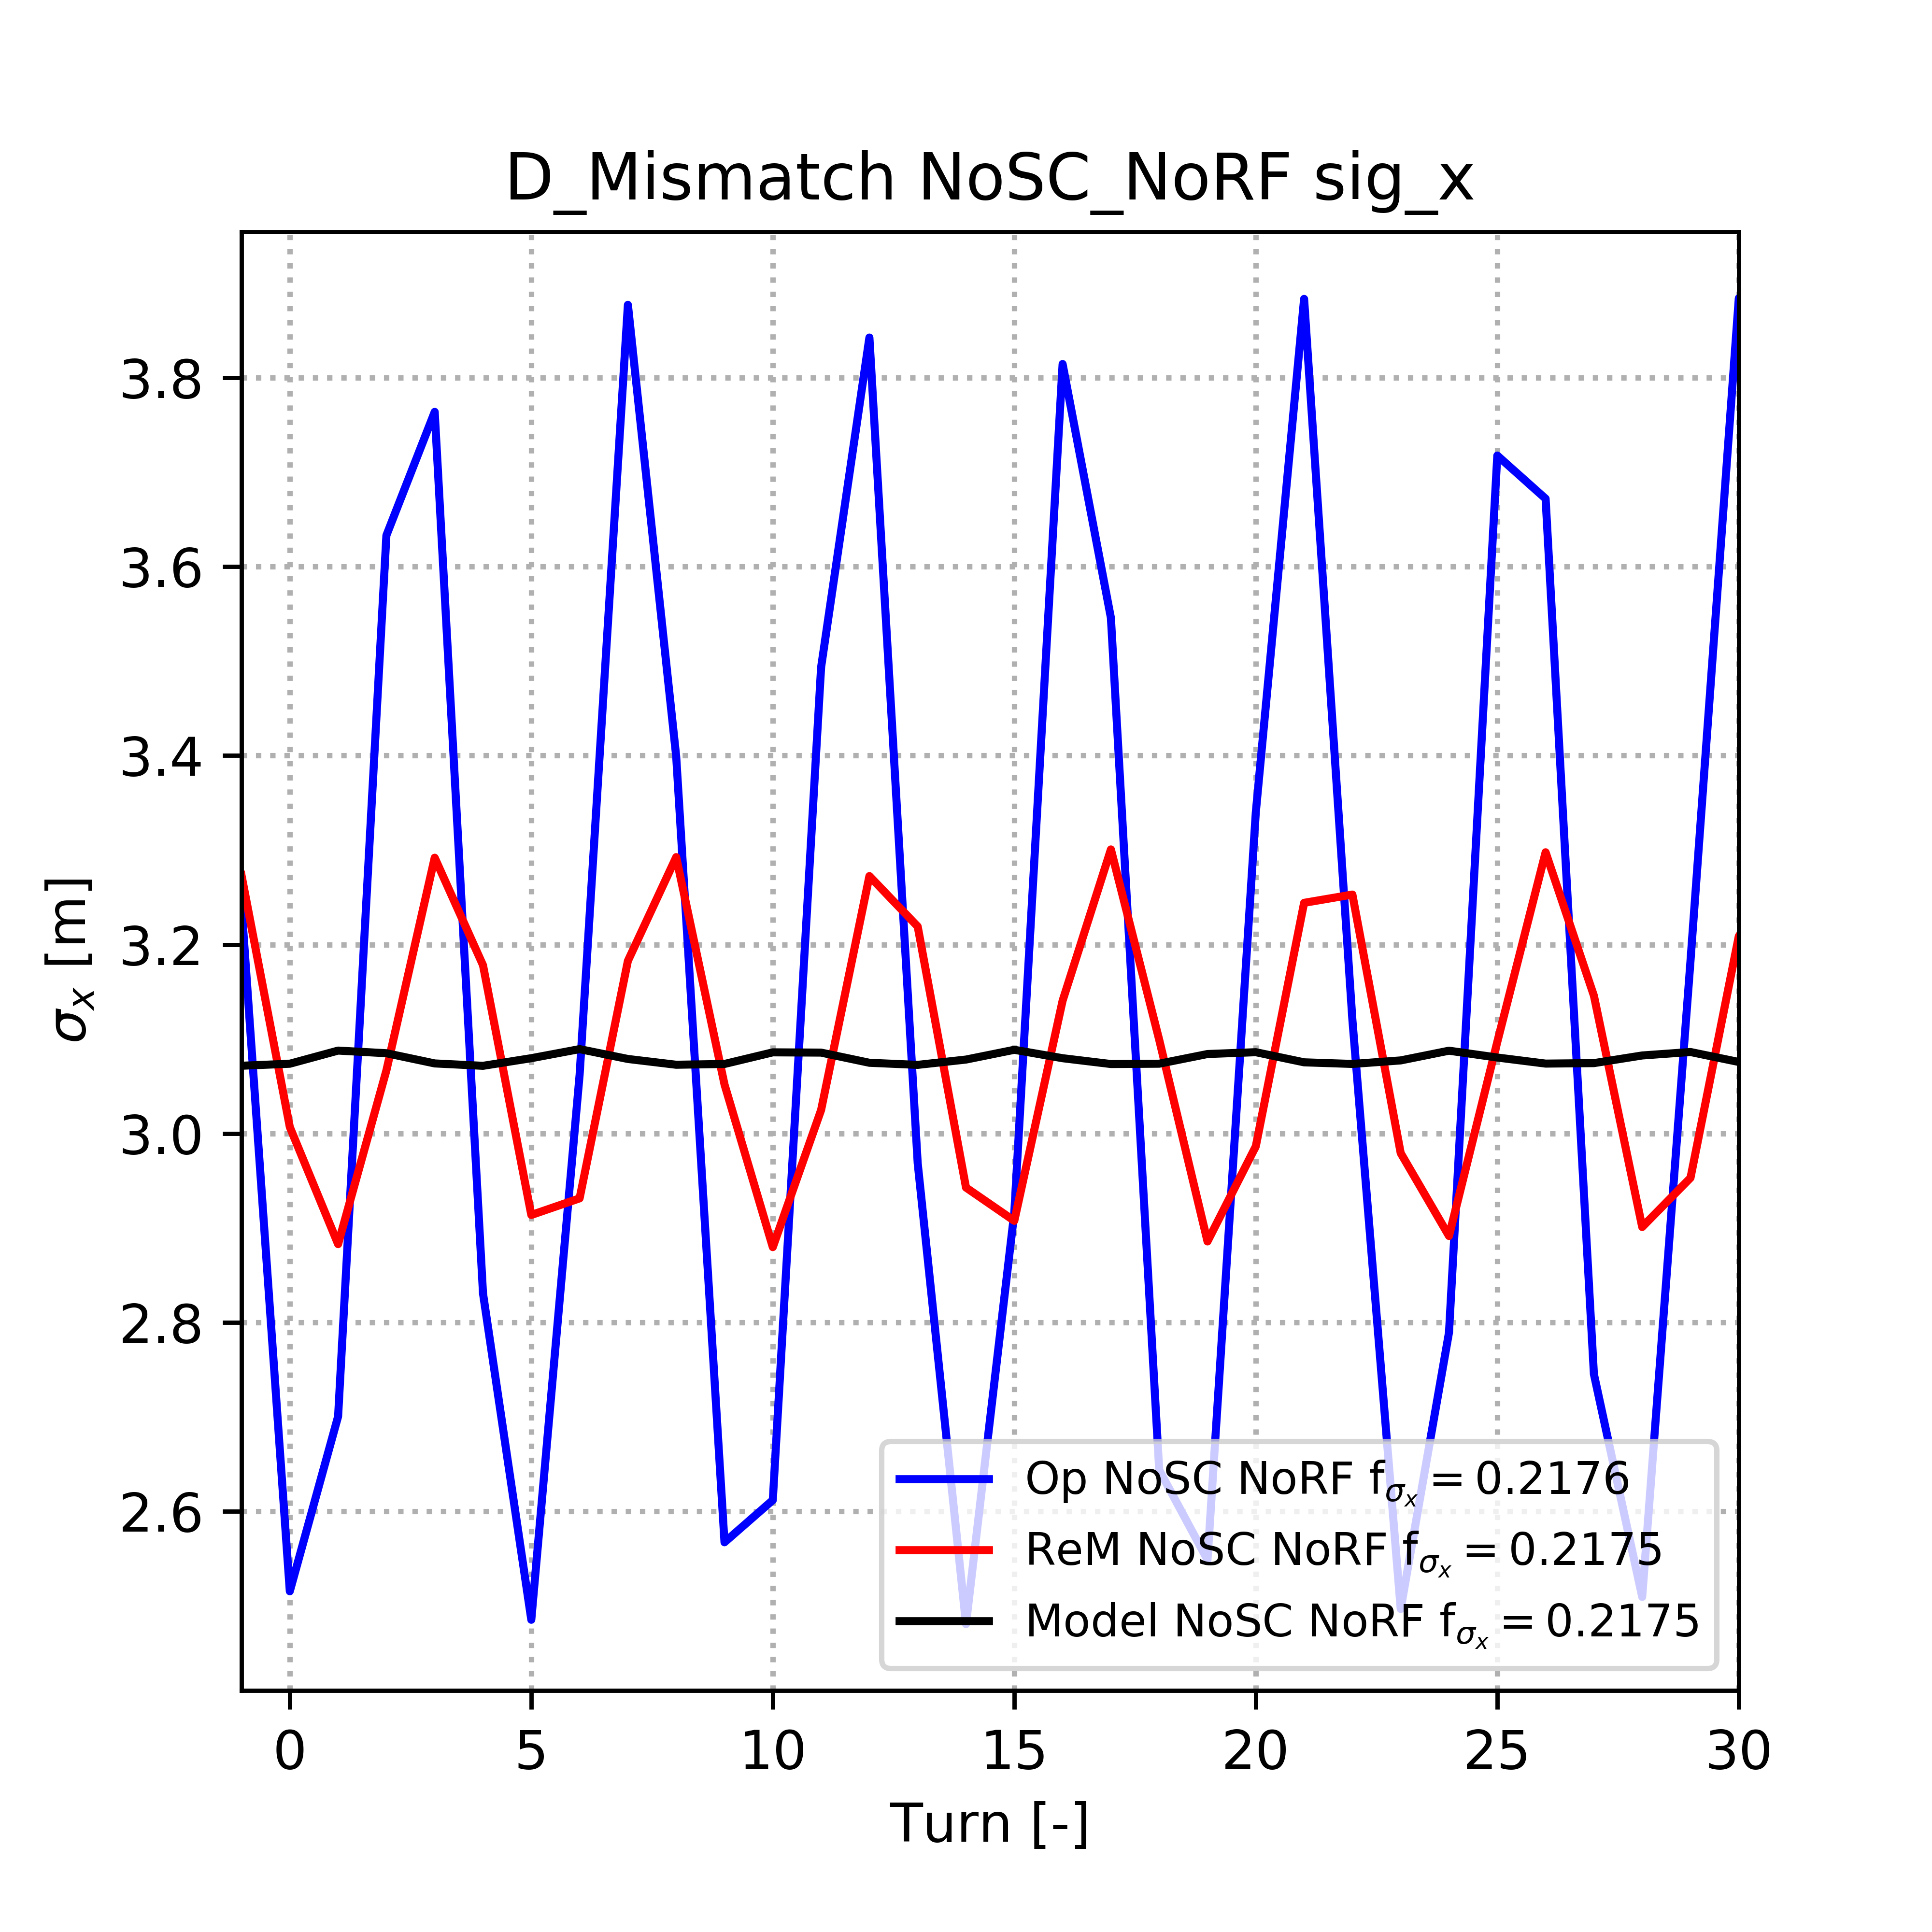 D_Mismatch NoSC_NoRF sig_x
σx [m]
3.8
3.6
3.4
3.2
3.0
2.8
2.6
Op NoSC NoRF fσx = 0.2176
ReM NoSC NoRF fσx = 0.2175
Model NoSC NoRF fσx = 0.2175
0 5 10 15 20 25 30
Turn [-]